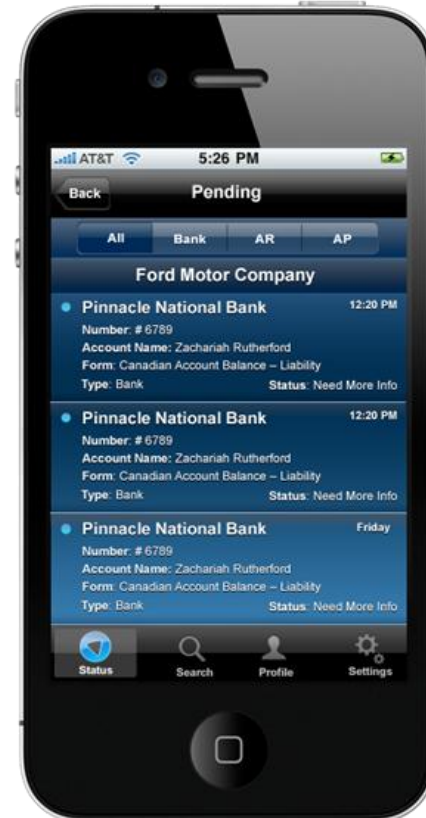 AT&T 5:26 PM
Back Pending
All Bank AR AP
Ford Motor Company
Pinnacle National Bank 12:20 PM
Number: # 6789
Account Name: Zachariah Rutherford
Form: Canadian Account Balance – Liability
Type: Bank Status: Need More Info
Pinnacle National Bank 12:20 PM
Number: # 6789
Account Name: Zachariah Rutherford
Form: Canadian Account Balance – Liability
Type: Bank Status: Need More Info
Pinnacle National Bank Friday
Number: # 6789
Account Name: Zachariah Rutherford
Form: Canadian Account Balance – Liability
Type: Bank Status: Need More Info
Status Search Profile Settings